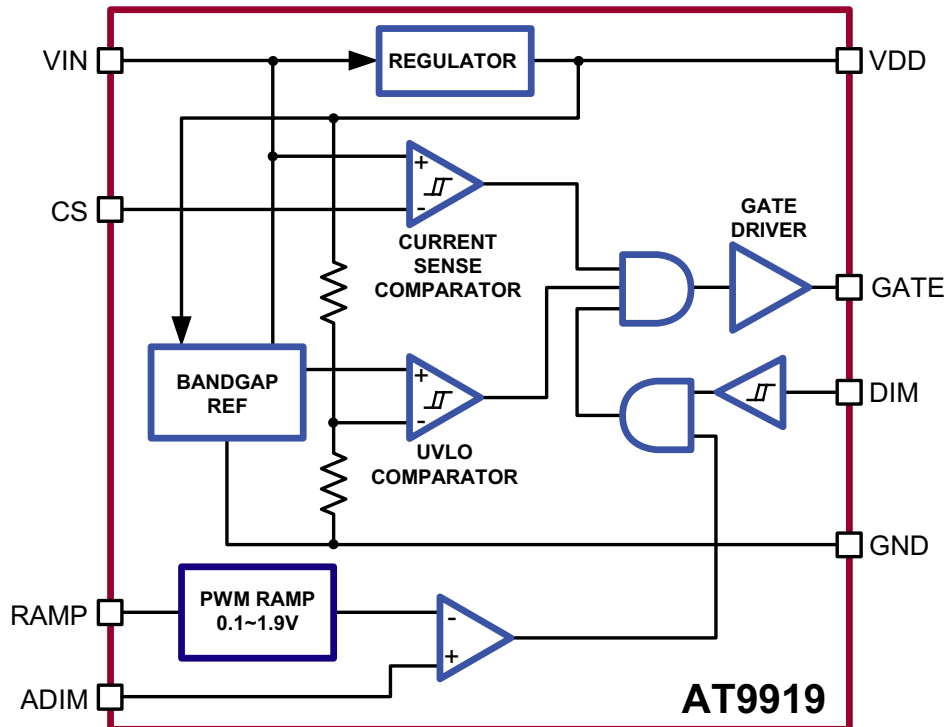 VIN
REGULATOR
VDD
+
-
CS
CURRENT
SENSE
COMPARATOR
GATE
DRIVER
GATE
BANDGAP
REF
+
-
UVLO
COMPARATOR
DIM
GND
RAMP
PWM RAMP
0.1~1.9V
-
+
ADIM
AT9919